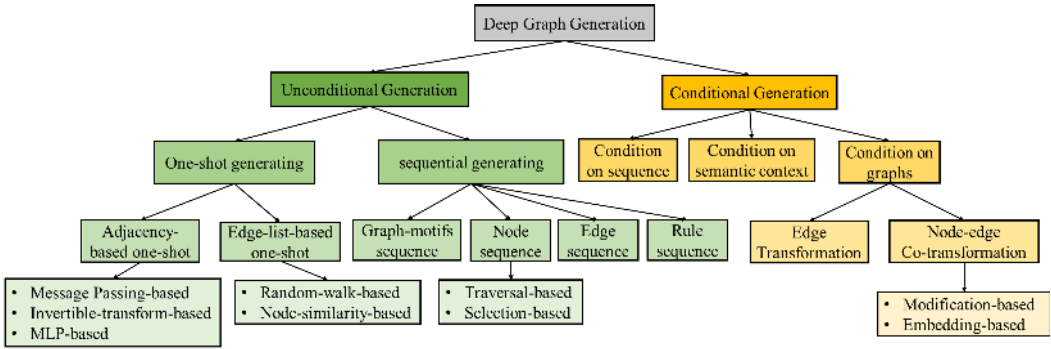 Deep Graph Generation
Unconditional Generation
Conditional Generation
One-shot generating
sequential generating
Condition
on sequence
Condition on
semantic context
Condition on
graphs
Adjacency-
based one-shot
Edge-list-based
one-shot
Graph-motifs
sequence
Node
sequence
Edge
sequence
Rule
sequence
Edge
Transformation
Node-edge
Co-transformation
• Message Passing-based
• Invertible-transform-based
• MLP-based
• Random-walk-based
• Node-similarity-based
• Traversal-based
• Selection-based
• Modification-based
• Embedding-based